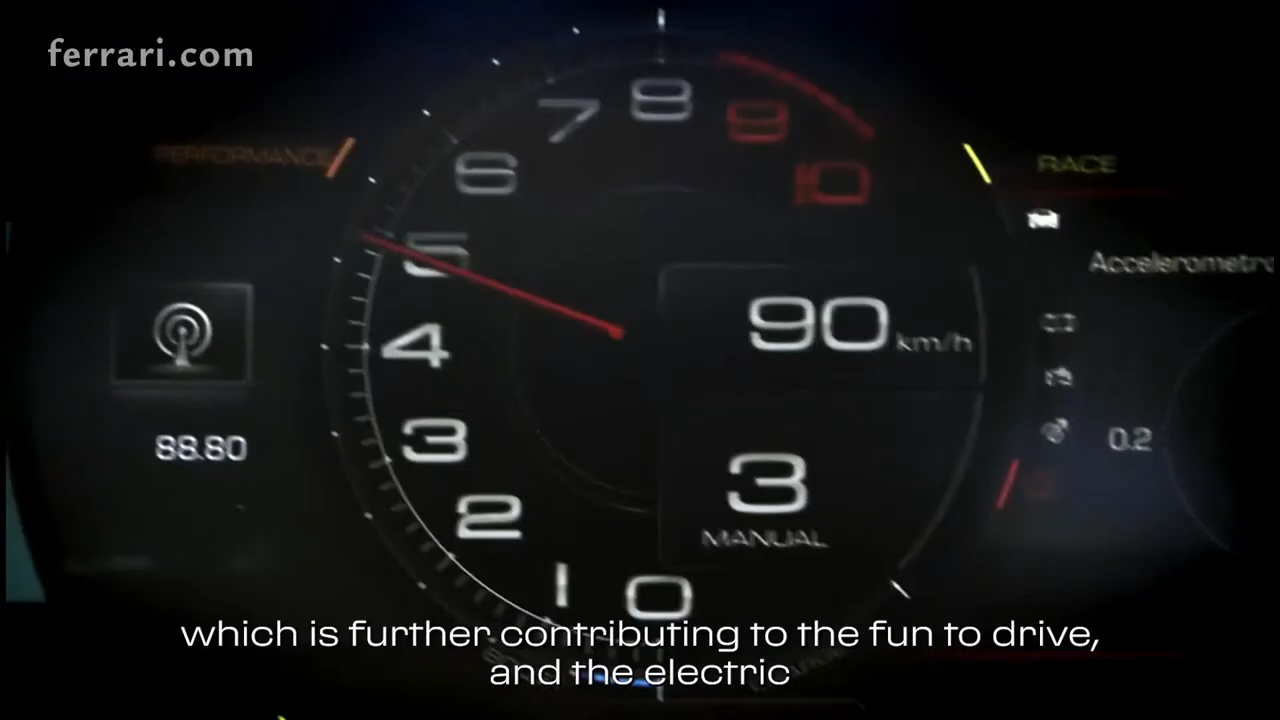 ferrari.com
PERFORMANCE
RACE
Accelerometro
7
8
9
10
6
5
4
3
2
1
0
90 km/h
3
MANUAL
88.80
0.2
which is further contributing to the fun to drive,
and the electric